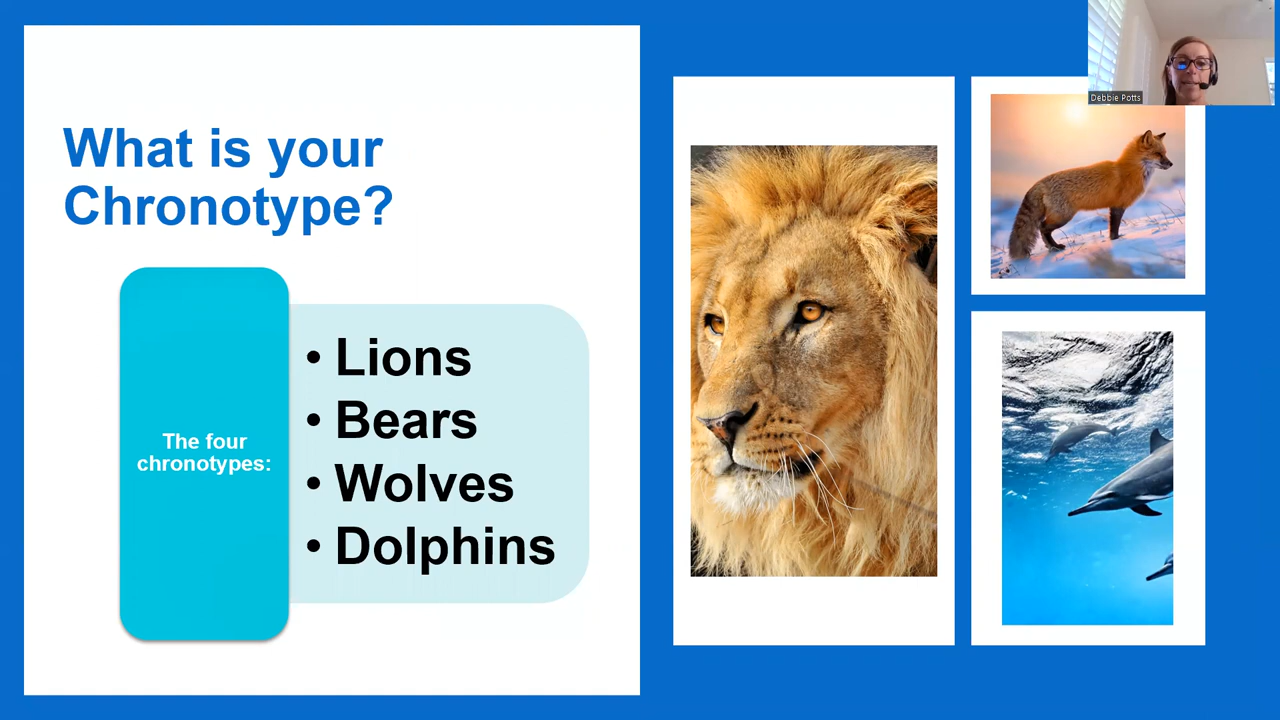 What is your
Chronotype?
The four
chronotypes:
• Lions
• Bears
• Wolves
• Dolphins
Debbie Potts